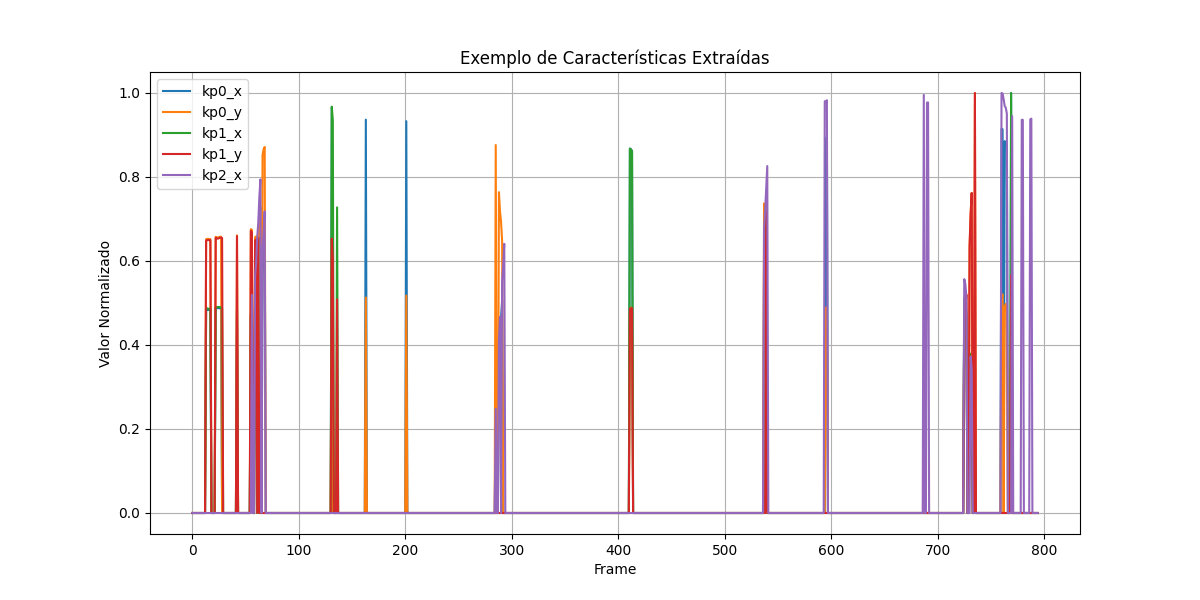 Exemplo de Características Extraídas
kp0_x
kp0_y
kp1_x
kp1_y
kp2_x
Valor Normalizado
1.0
0.8
0.6
0.4
0.2
0.0
0 100 200 300 400 500 600 700 800
Frame